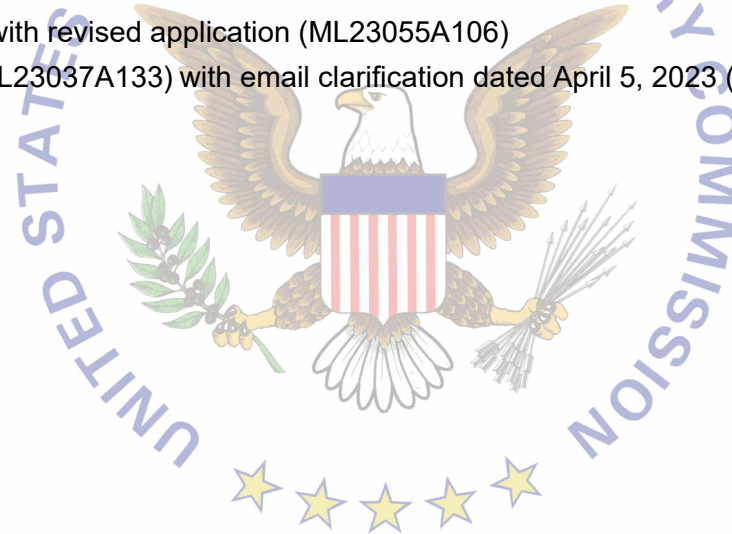 with revised application (ML23055A106)
L23037A133) with email clarification dated April 5, 2023 (
UNITED STATES
Y COMMISSION